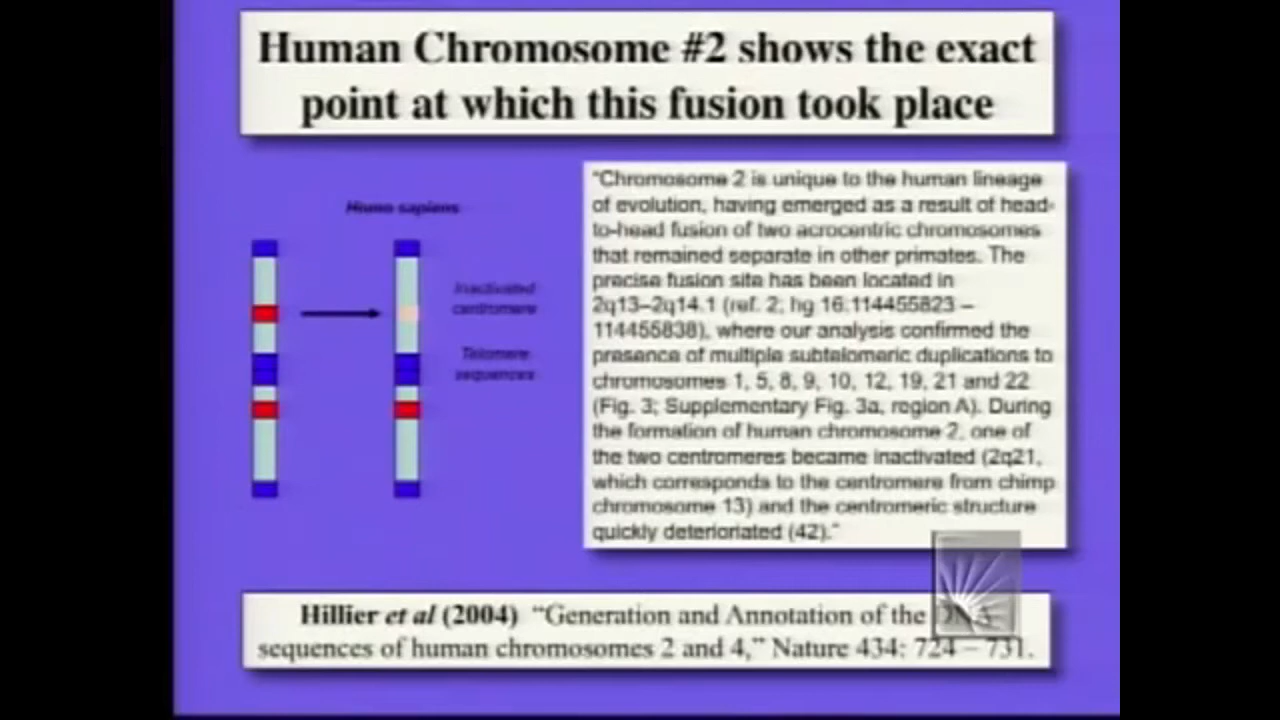 Human Chromosome #2 shows the exact
point at which this fusion took place
Homo sapiens
Inactivated
centromere
Telomere
sequences
"Chromosome 2 is unique to the human lineage
of evolution, having emerged as a result of head-
to-head fusion of two acrocentric chromosomes
that remained separate in other primates. The
precise fusion site has been located in
2q13–2q14.1 (ref. 2; hg 16:114455823 –
114455838), where our analysis confirmed the
presence of multiple subtelomeric duplications to
chromosomes 1, 5, 8, 9, 10, 12, 19, 21 and 22
(Fig. 3; Supplementary Fig. 3a, region A). During
the formation of human chromosome 2, one of
the two centromeres became inactivated (2q21,
which corresponds to the centromere from chimp
chromosome 13) and the centromeric structure
quickly deterioriated (42)."
Hillier et al (2004) "Generation and Annotation of the DNA
sequences of human chromosomes 2 and 4," Nature 434: 724 – 731.